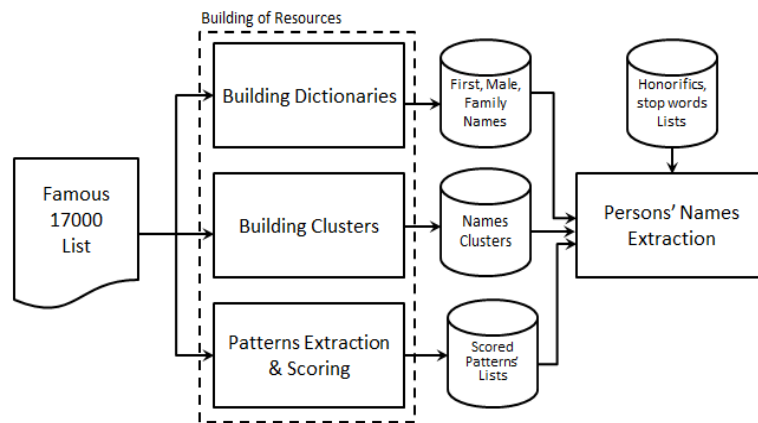 Building of Resources
Famous
17000
List
Building Dictionaries
Building Clusters
Patterns Extraction
& Scoring
First, Male,
Family
Names
Names
Clusters
Scored
Patterns'
Lists
Honorifics,
stop words
Lists
Persons' Names
Extraction